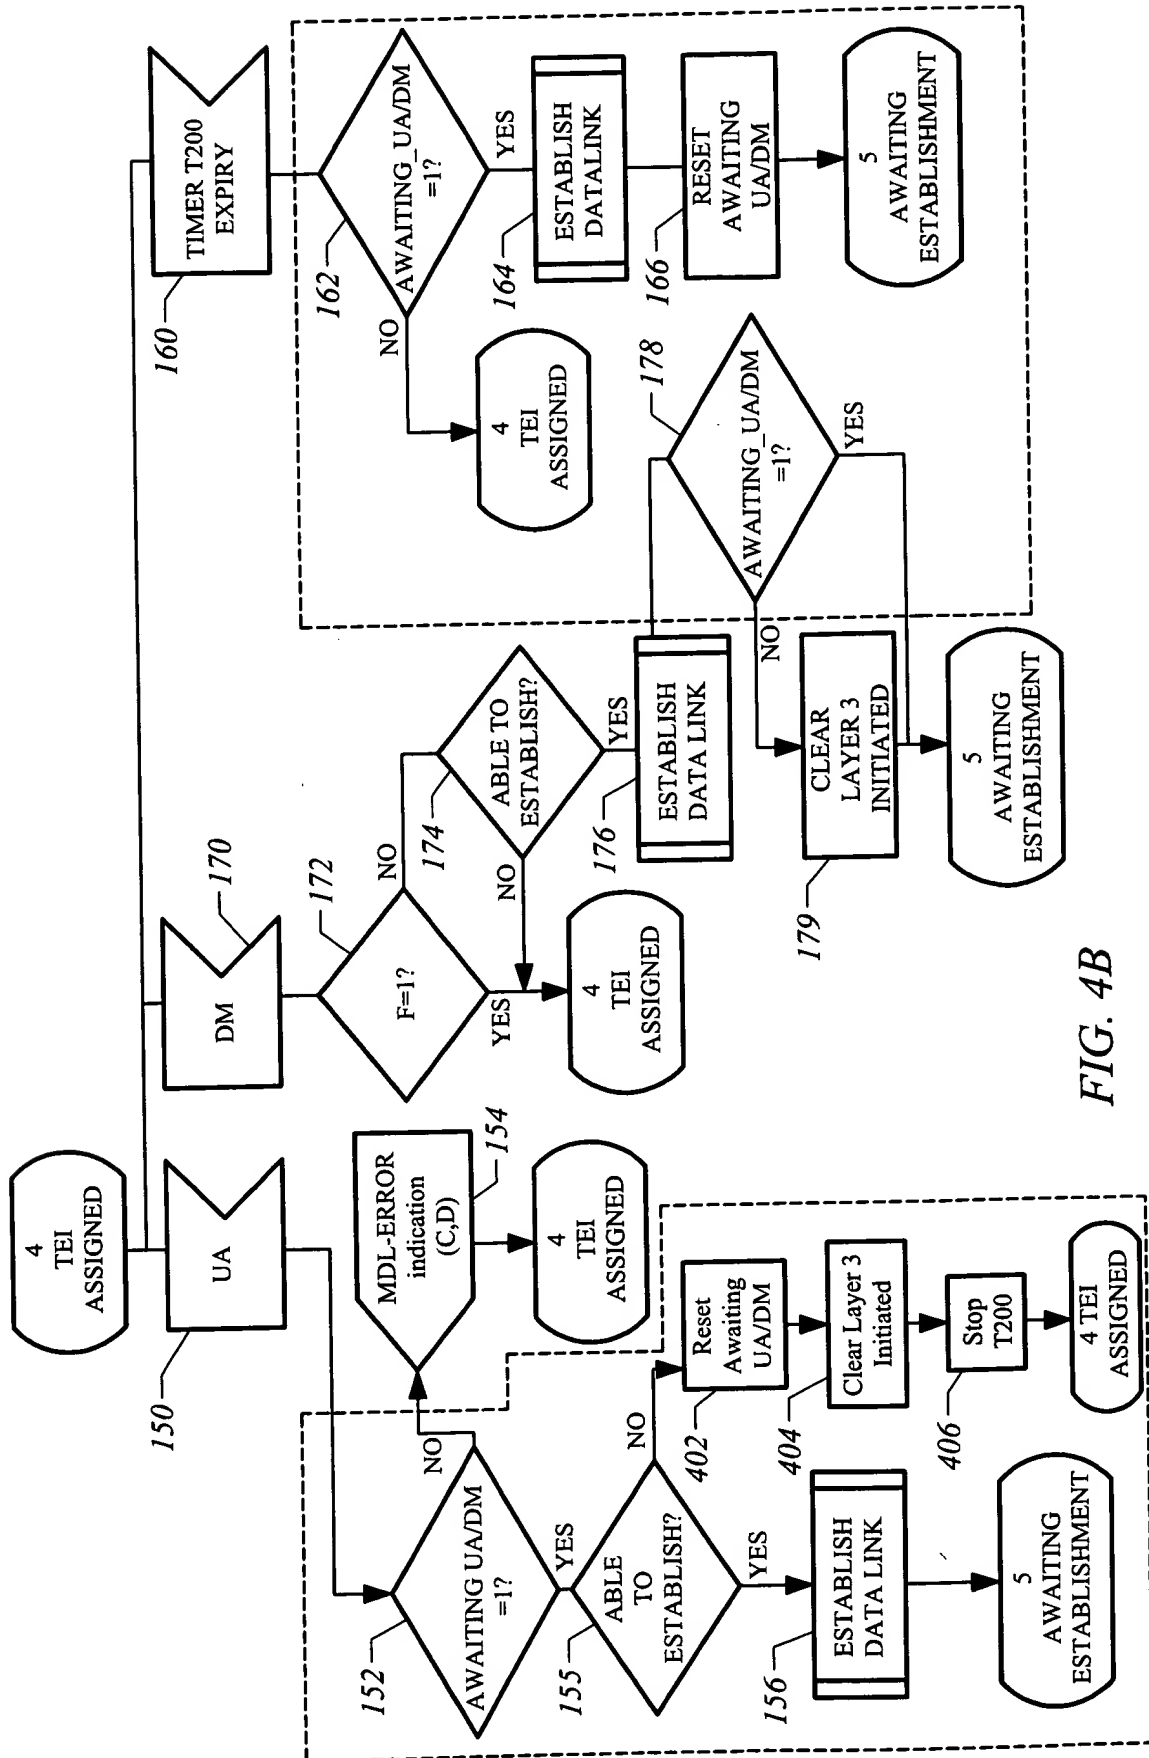 4
TEI
ASSIGNED
UA
150
DM
170
TIMER T200
EXPIRY
160
152
AWAITING UA/DM
=1?
NO
YES
MDL-ERROR
indication
(C,D)
154
4
TEI
ASSIGNED
155
ABLE
TO
ESTABLISH?
NO
YES
Reset
Awaiting
UA/DM
402
Clear Layer 3
Initiated
404
Stop
T200
406
4 TEI
ASSIGNED
156
ESTABLISH
DATA LINK
5
AWAITING
ESTABLISHMENT
172
F=1?
NO
YES
174
ABLE TO
ESTABLISH?
NO
YES
4
TEI
ASSIGNED
176
ESTABLISH
DATA LINK
178
AWAITING_UA/DM
=1?
NO
YES
CLEAR
LAYER 3
INITIATED
179
5
AWAITING
ESTABLISHMENT
162
AWAITING_UA/DM
=1?
NO
YES
4
TEI
ASSIGNED
164
ESTABLISH
DATALINK
166
RESET
AWAITING
UA/DM
5
AWAITING
ESTABLISHMENT
FIG. 4B